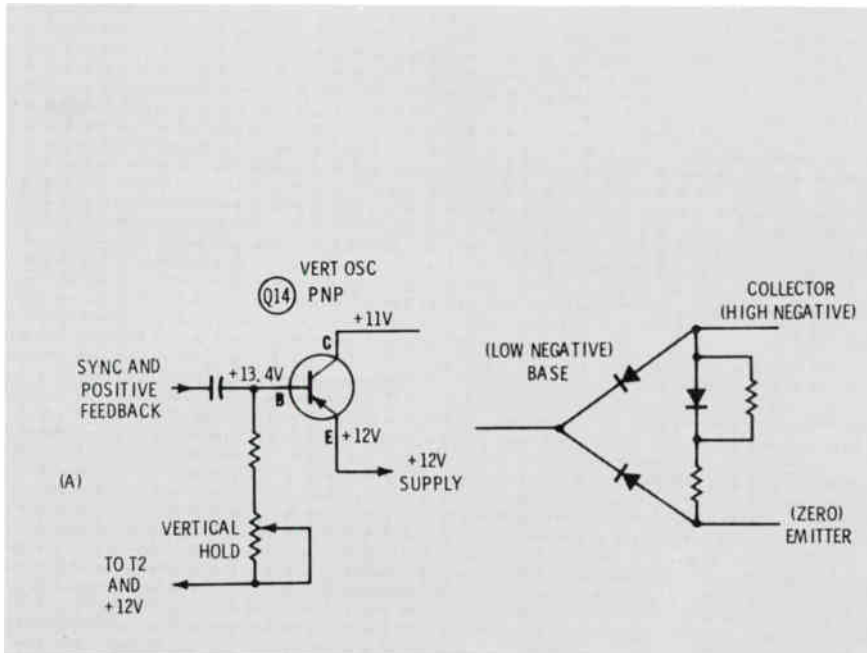 VERT OSC
Q14 PNP
C
+11V
SYNC AND
POSITIVE
FEEDBACK
+13.4V
B
E
+12V
+12V
SUPPLY
(A)
VERTICAL
HOLD
TO T2
AND
+12V
COLLECTOR
(HIGH NEGATIVE)
(LOW NEGATIVE)
BASE
(ZERO)
EMITTER